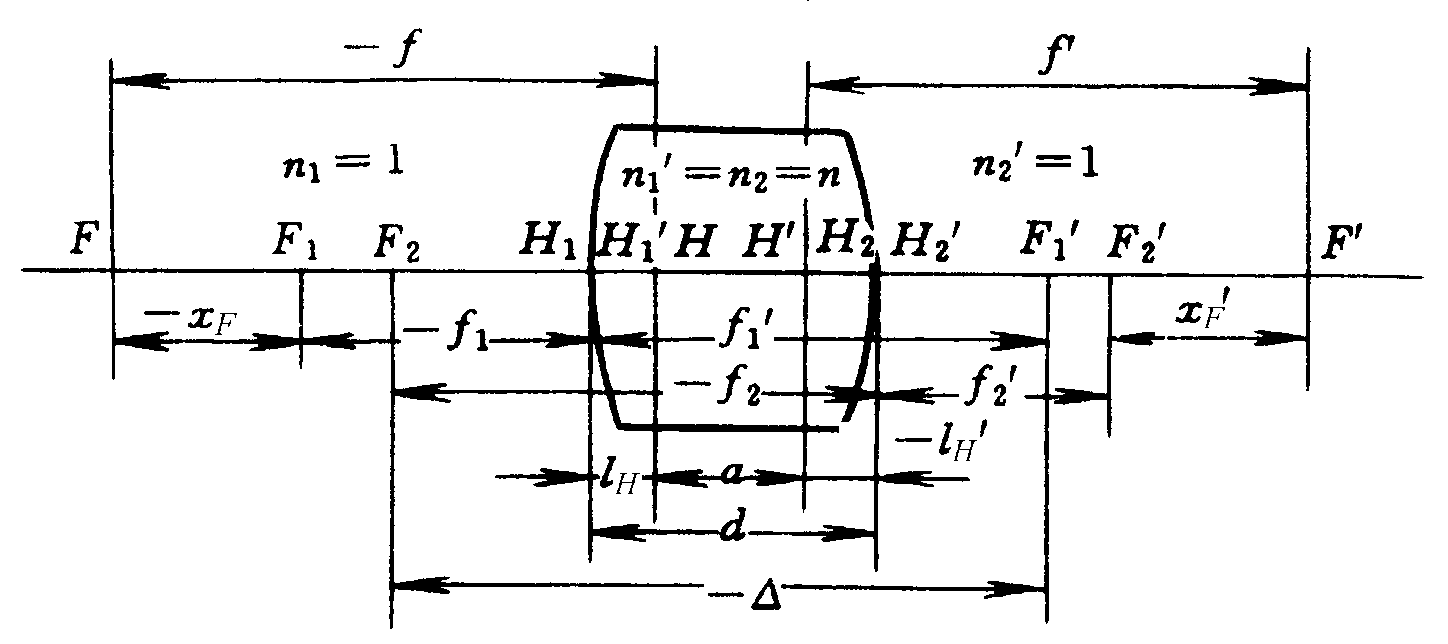 − f f′
n₁ = 1 n₁′ = n₂ = n n₂′ = 1
F F₁ F₂ H₁ H₁′ H H′ H₂ H₂′ F₁′ F₂′ F′
− x_F − f₁ f₁′ x_F′
− f₂ f₂′
− l_H′
l_H a
d
− Δ